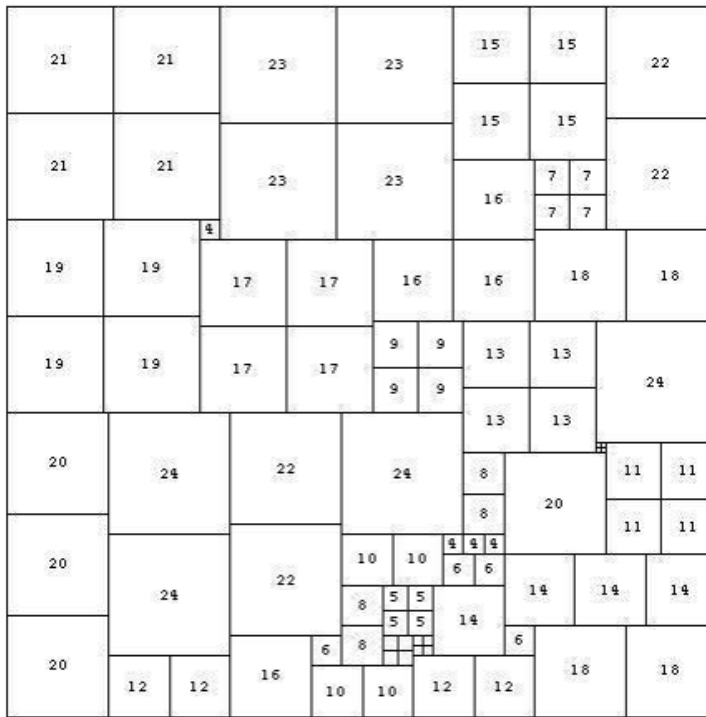 21 21 23 23 15 15 22
15 15
21 21 23 23 22
16 7 7
7 7
4
19 19 17 17 16 16 18 18
9 9 13 13 24
19 19 17 17 9 9
13 13
20 24 22 24 8 20 11 11
8 11 11
4 4 4
20 24 22 10 10 6 6 14 14 14
8 5 5 14
5 5
20 6 8 6 18 18
12 12 16 10 10 12 12